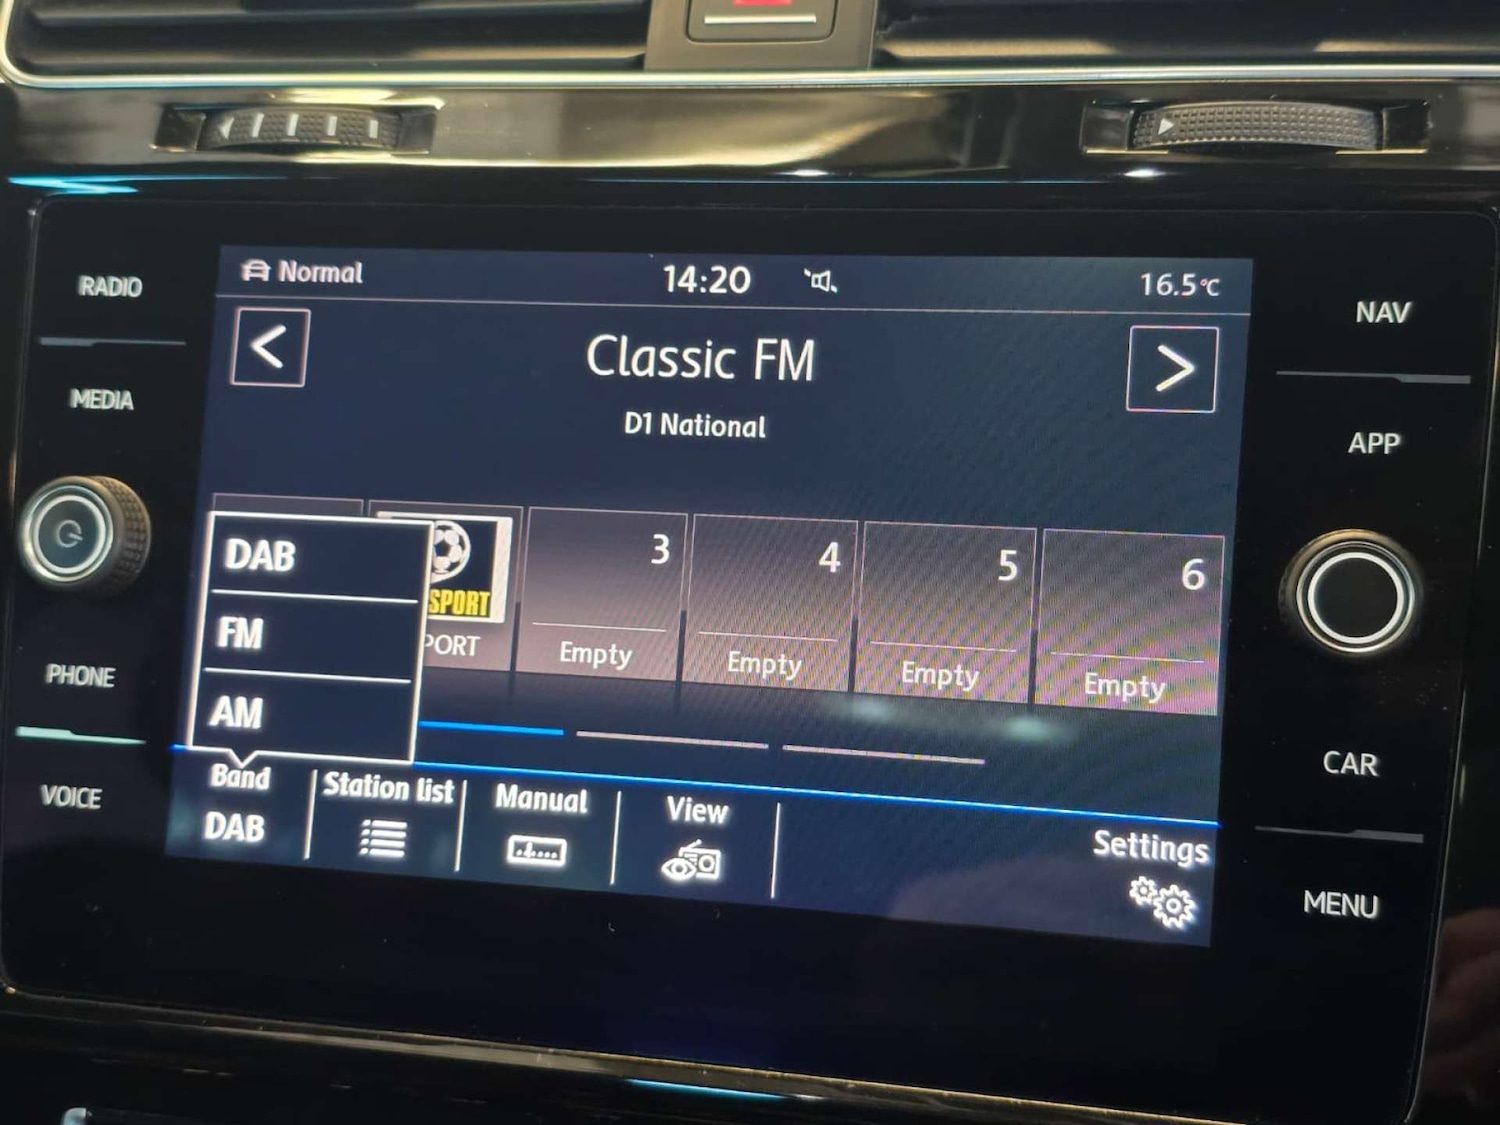 RADIO
MEDIA
PHONE
VOICE
Normal
14:20
16.5°C
<
Classic FM
>
D1 National
3
4
5
6
SPORT
PORT
Empty
Empty
Empty
Empty
DAB
FM
AM
Band
DAB
Station list
Manual
View
Settings
NAV
APP
CAR
MENU